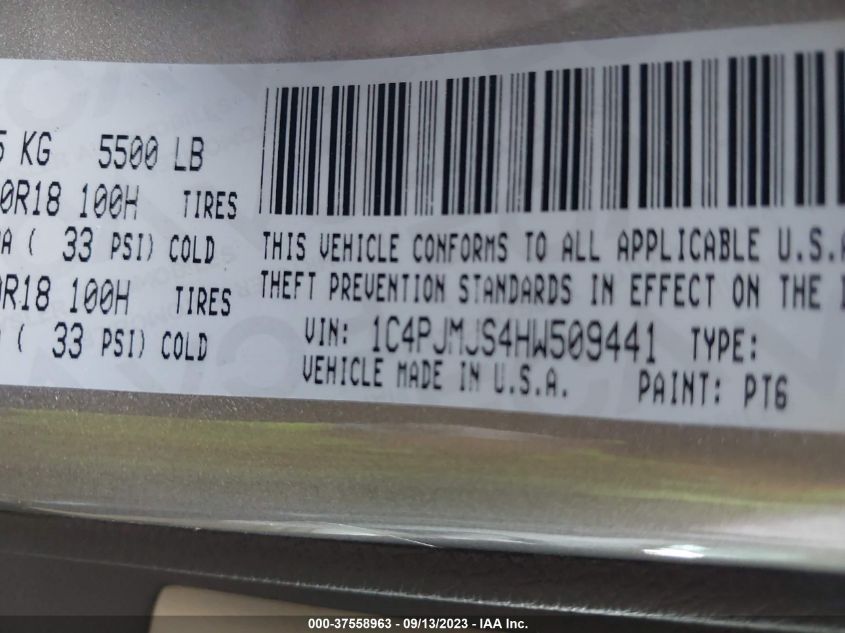 5 KG 5500 LB
0R18 100H TIRES
A ( 33 PSI) COLD
0R18 100H TIRES
( 33 PSI) COLD
THIS VEHICLE CONFORMS TO ALL APPLICABLE U.S.A
THEFT PREVENTION STANDARDS IN EFFECT ON THE
VIN: 1C4PJMJS4HW509441 TYPE:
VEHICLE MADE IN U.S.A. PAINT: PT6
000-37558963 - 09/13/2023 - IAA Inc.